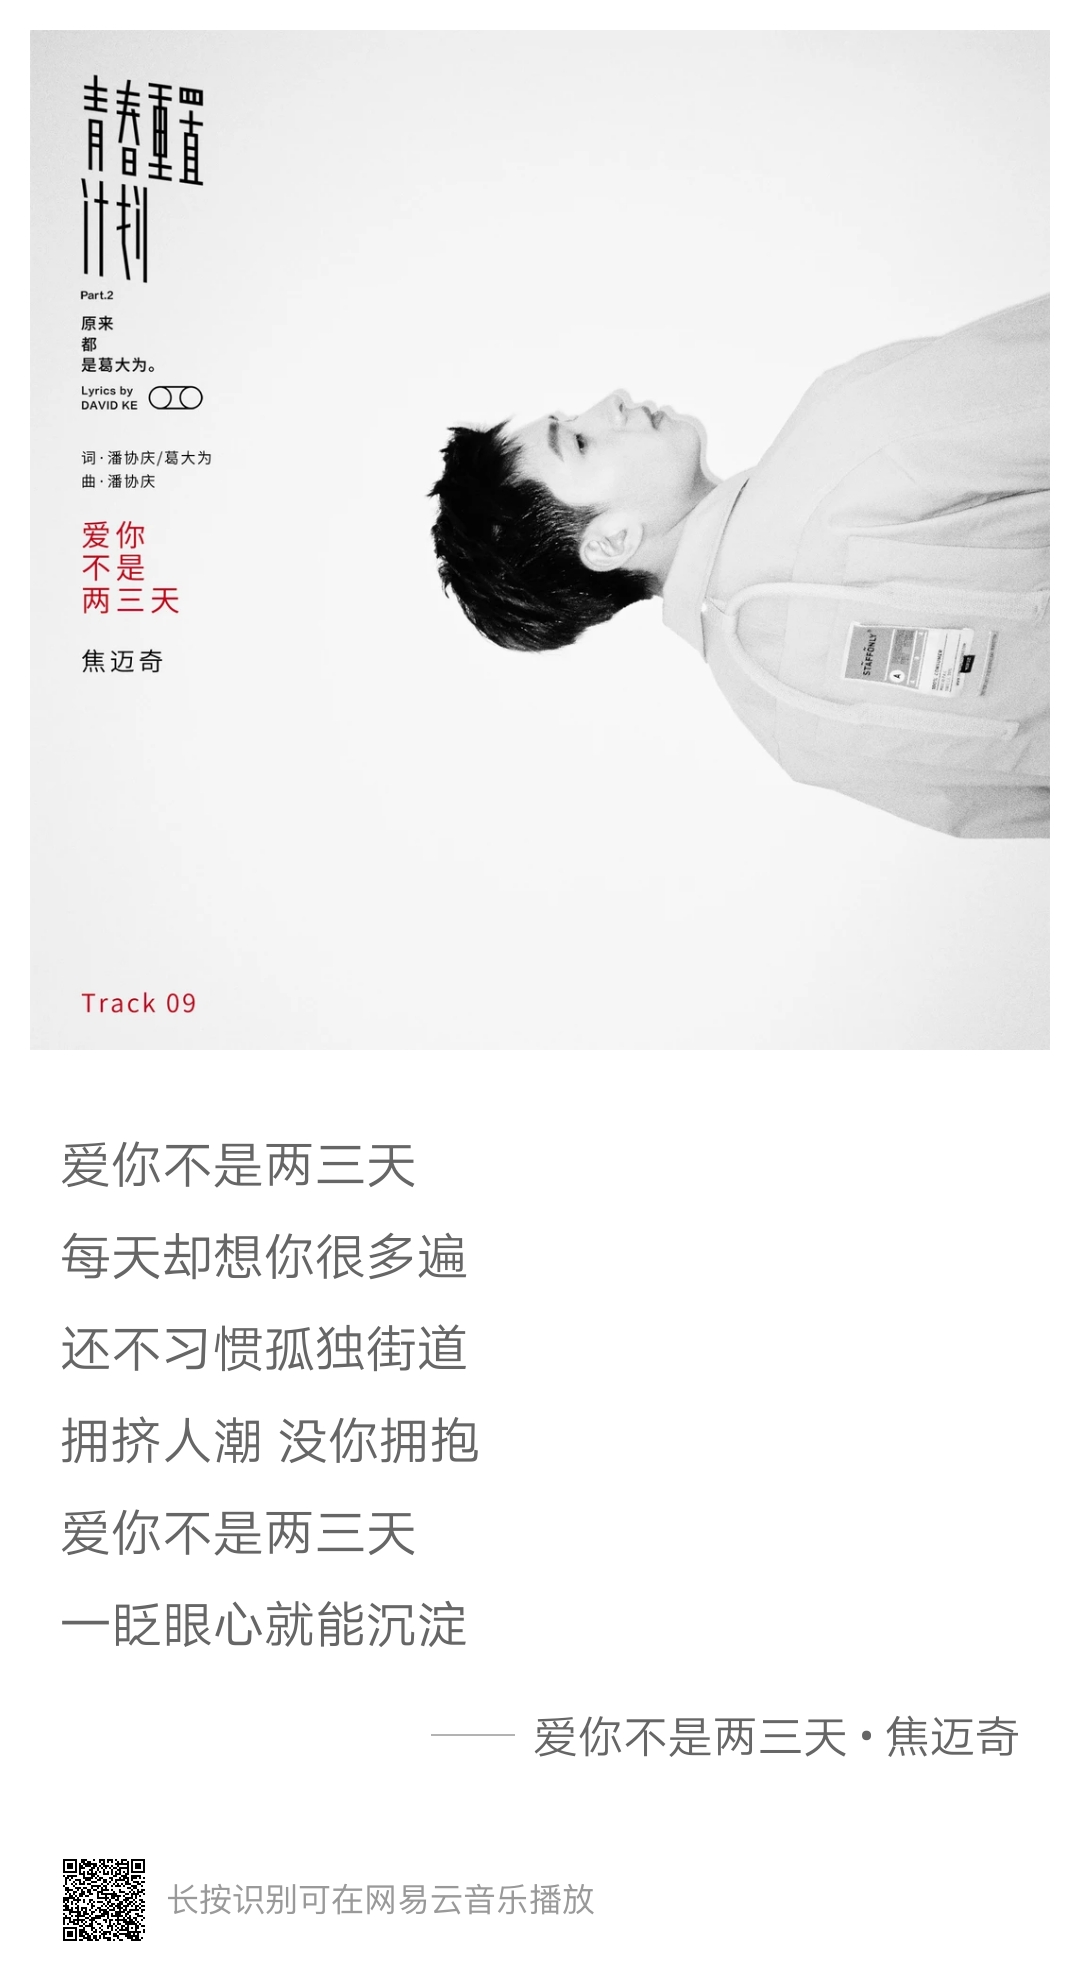 青春重置
计划
Part.2
原来
都
是葛大为。
Lyrics by
DAVID KE
词·潘协庆/葛大为
曲·潘协庆
爱你
不是
两三天
焦迈奇
STAFFONLY
Track 09
爱你不是两三天
每天却想你很多遍
还不习惯孤独街道
拥挤人潮 没你拥抱
爱你不是两三天
一眨眼心就能沉淀
爱你不是两三天•焦迈奇
长按识别可在网易云音乐播放